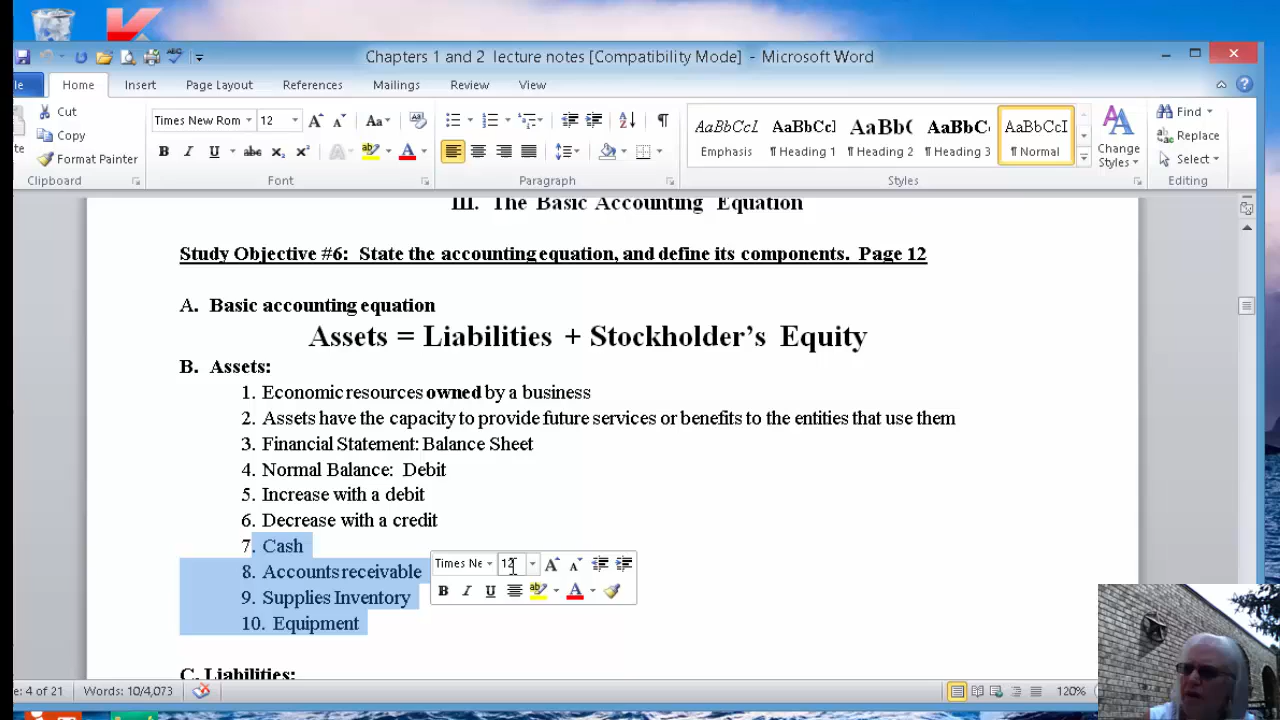 Chapters 1 and 2 lecture notes [Compatibility Mode] - Microsoft Word
Home Insert Page Layout References Mailings Review View
Cut
Copy
Format Painter
Clipboard
Times New Rom 12
Font
Paragraph
AaBbCcI AaBbCc] AaBb( AaBbCc. AaBbCcI
Emphasis ¶ Heading 1 ¶ Heading 2 ¶ Heading 3 ¶ Normal
Change Styles
Styles
Find
Replace
Select
Editing
III. The Basic Accounting Equation
Study Objective #6: State the accounting equation, and define its components. Page 12
A. Basic accounting equation
Assets = Liabilities + Stockholder's Equity
B. Assets:
1. Economic resources owned by a business
2. Assets have the capacity to provide future services or benefits to the entities that use them
3. Financial Statement: Balance Sheet
4. Normal Balance: Debit
5. Increase with a debit
6. Decrease with a credit
7. Cash
8. Accounts receivable
9. Supplies Inventory
10. Equipment
Times Ne 12
C. Liabilities:
e: 4 of 21 Words: 10/4,073 120%